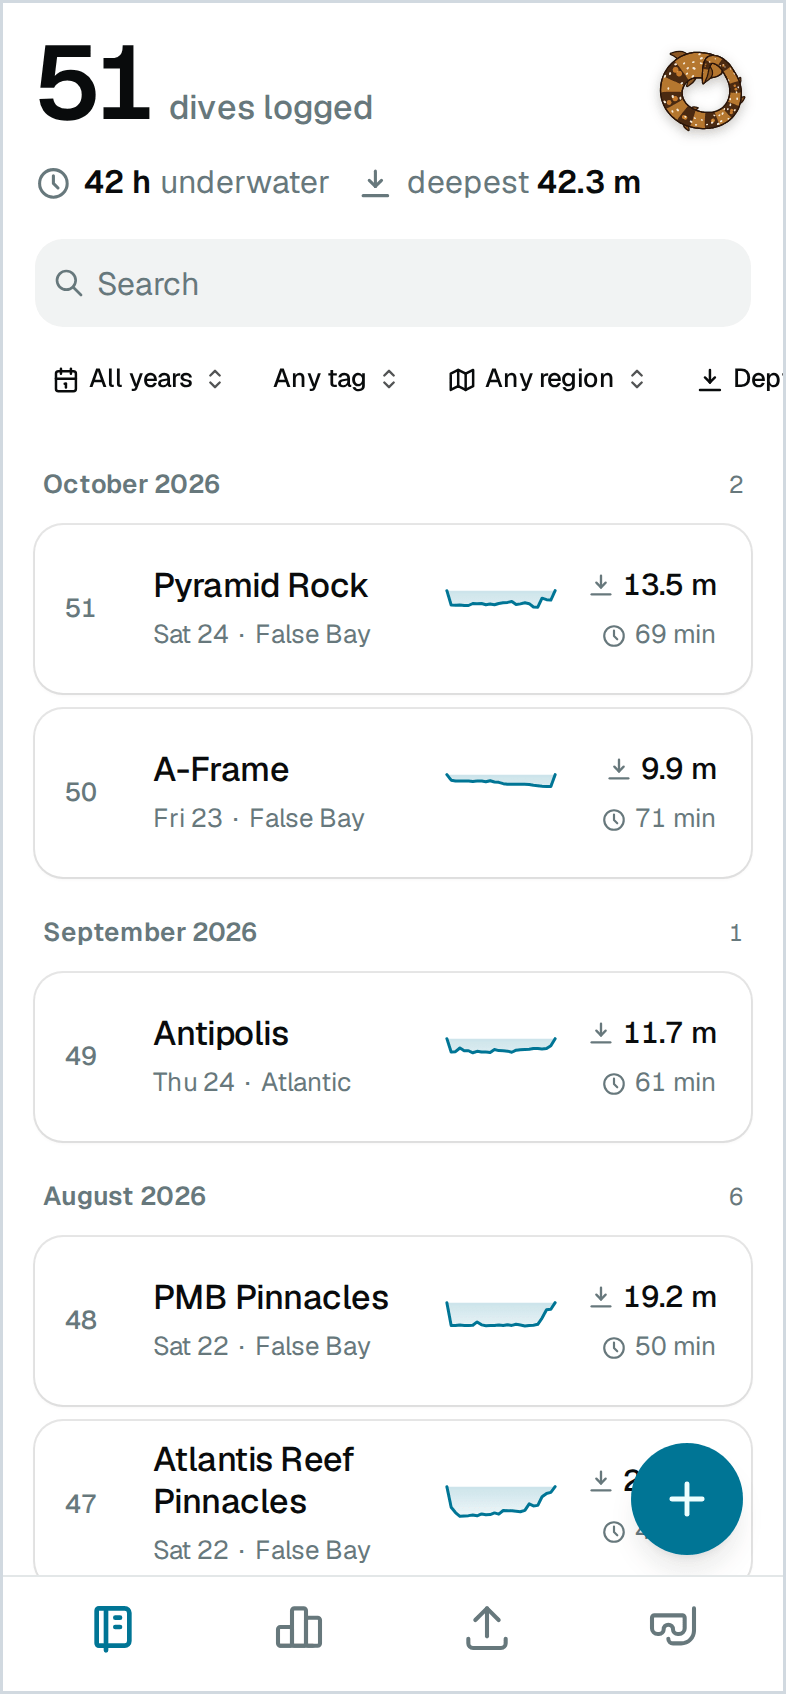 51 dives logged
42 h underwater deepest 42.3 m
Search
All years Any tag Any region
October 2026 2
51 Pyramid Rock 13.5 m
Sat 24 · False Bay 69 min
50 A-Frame 9.9 m
Fri 23 · False Bay 71 min
September 2026 1
49 Antipolis 11.7 m
Thu 24 · Atlantic 61 min
August 2026 6
48 PMB Pinnacles 19.2 m
Sat 22 · False Bay 50 min
47 Atlantis Reef
Pinnacles
Sat 22 · False Bay